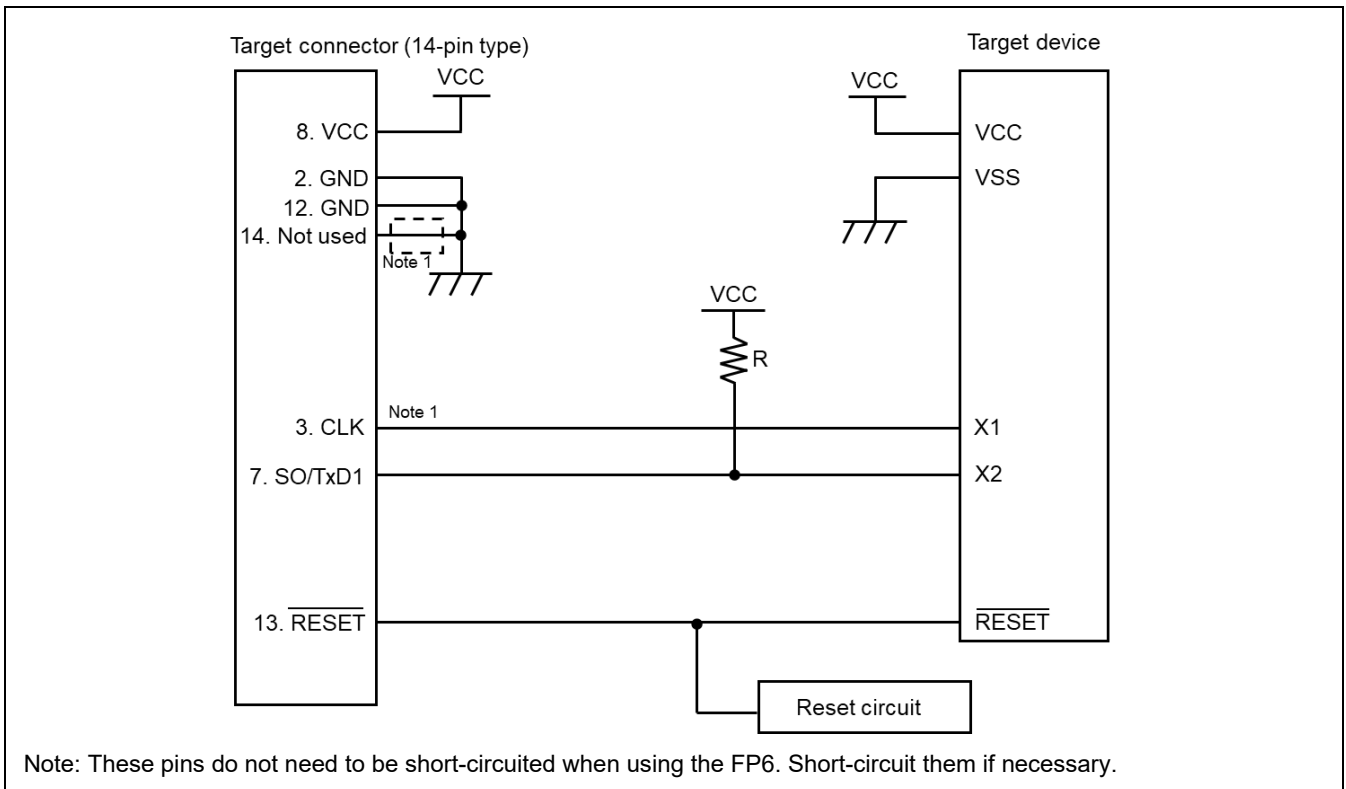 Target connector (14-pin type)
Target device
VCC
VCC
8. VCC
VCC
2. GND
VSS
12. GND
14. Not used
Note 1
VCC
R
Note 1
3. CLK
X1
7. SO/TxD1
X2
13. RESET
RESET
Reset circuit
Note: These pins do not need to be short-circuited when using the FP6. Short-circuit them if necessary.